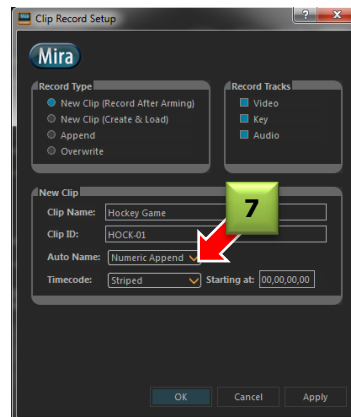 Clip Record Setup
Mira
Record Type
New Clip (Record After Arming)
New Clip (Create & Load)
Append
Overwrite
Record Tracks
Video
Key
Audio
New Clip
Clip Name: Hockey Game
Clip ID: HOCK-01
Auto Name: Numeric Append
Timecode: Striped Starting at: 00,00,00,00
7
OK Cancel Apply